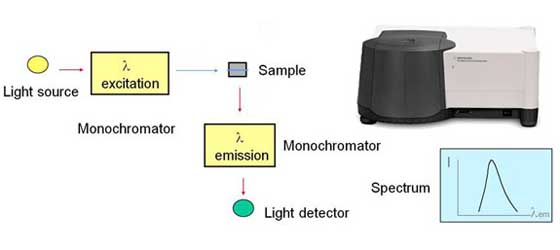 λ
excitation
Light source
Sample
Monochromator
λ
emission
Monochromator
Light detector
Spectrum
I
λem